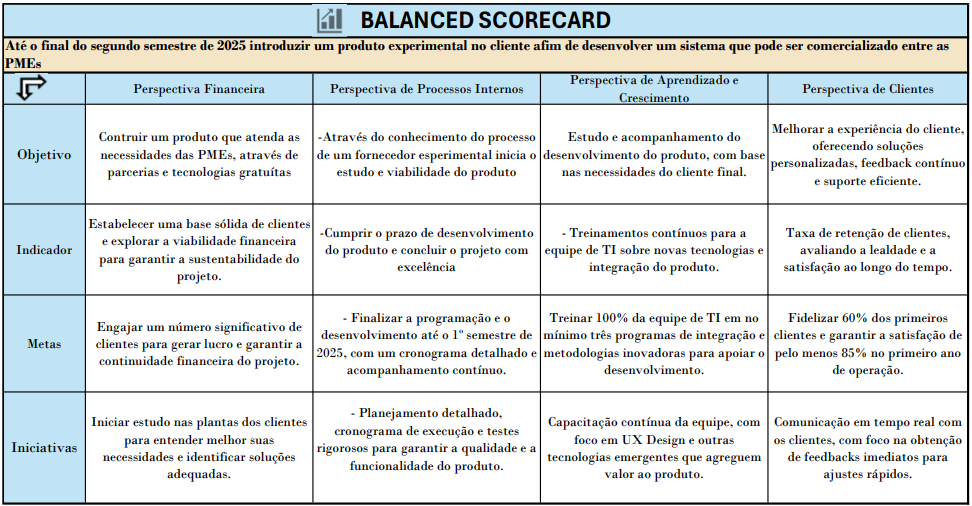 BALANCED SCORECARD
Até o final do segundo semestre de 2025 introduzir um produto experimental no cliente afim de desenvolver um sistema que pode ser comercializado entre as
PMEs
Perspectiva Financeira
Perspectiva de Processos Internos
Perspectiva de Aprendizado e
Crescimento
Perspectiva de Clientes
Objetivo
Contruir um produto que atenda as
necessidades das PMEs, através de
parcerias e tecnologias gratuítas
-Através do conhecimento do processo
de um fornecedor esperimental inicia o
estudo e viabilidade do produto
Estudo e acompanhamento do
desenvolvimento do produto, com base
nas necesidades do cliente final.
Melhorar a experiência do cliente,
oferecendo soluções
personalizadas, feedback contínuo
e suporte eficiente.
Indicador
Estabelecer uma base sólida de clientes
e explorar a viabilidade financeira
para garantir a sustentabilidade do
projeto.
-Cumprir o prazo de desenvolvimento
do produto e concluir o projeto com
excelência
- Treinamentos contínuos para a
equipe de TI sobre novas tecnologias e
integração do produto.
Taxa de retenção de clientes,
avaliando a lealdade e a
satisfação ao longo do tempo.
Metas
Engajar um número significativo de
clientes para gerar lucro e garantir a
continuidade financeira do projeto.
- Finalizar a programação e o
desenvolvimento até o 1º semestre de
2025, com um cronograma detalhado e
acompanhamento contínuo.
Treinar 100% da equipe de TI em no
mínimo três programas de integração e
metodologias inovadoras para apoiar o
desenvolvimento.
Fidelizar 60% dos primeiros
clientes e garantir a satisfação de
pelo menos 85% no primeiro ano
de operação.
Iniciativas
Iniciar estudo nas plantas dos clientes
para entender melhor suas
necessidades e identificar soluções
adequadas.
- Planejamento detalhado,
cronograma de execução e testes
rigorosos para garantir a qualidade e a
funcionalidade do produto.
Capacitação contínua da equipe, com
foco em UX Design e outras
tecnologias emergentes que agreguem
valor ao produto.
Comunicação em tempo real com
os clientes, com foco na obtenção
de feedbacks imediatos para
ajustes rápidos.